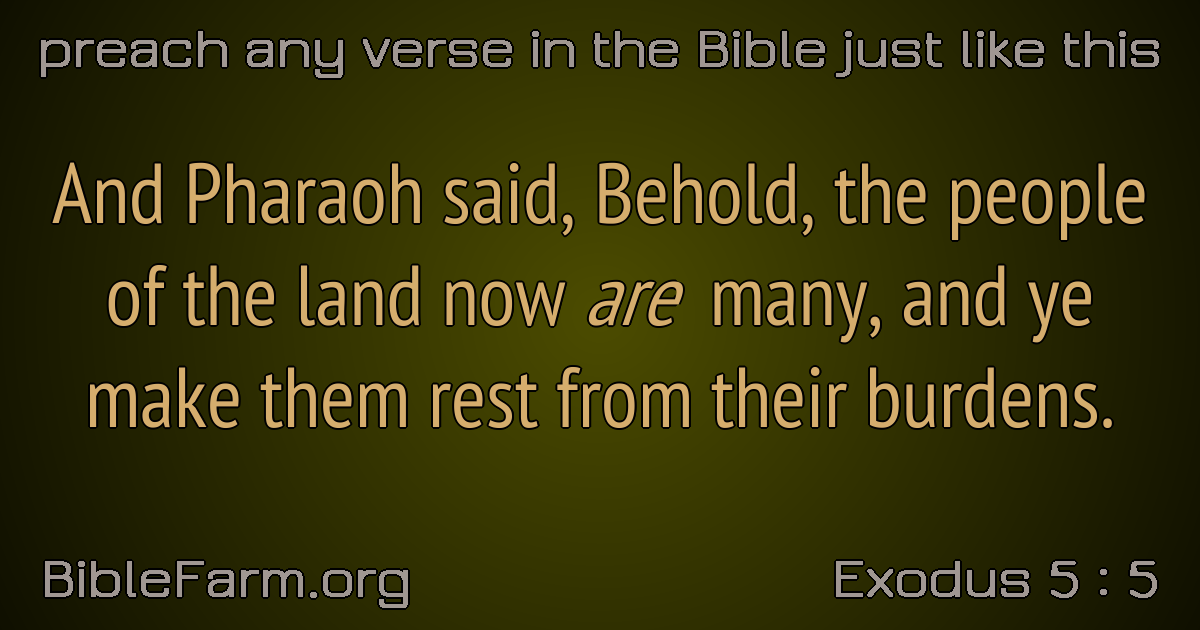 preach any verse in the Bible just like this
And Pharaoh said, Behold, the people
of the land now are many, and ye
make them rest from their burdens.
BibleFarm.org
Exodus 5 : 5